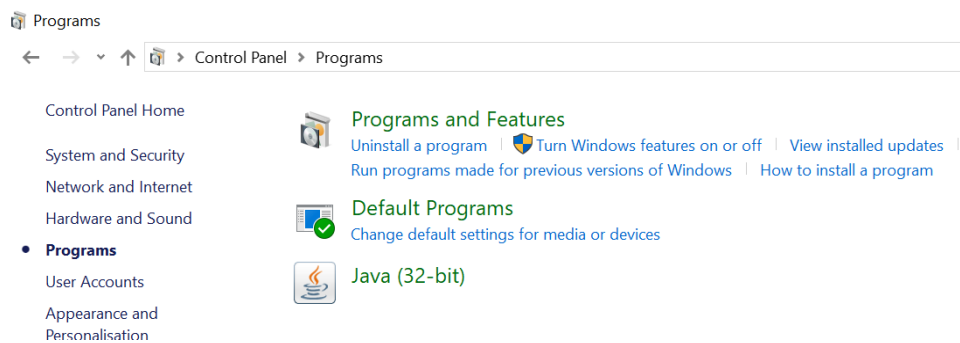 Programs
Control Panel > Programs
Control Panel Home
System and Security
Network and Internet
Hardware and Sound
Programs
User Accounts
Appearance and
Personalisation
Programs and Features
Uninstall a program | Turn Windows features on or off | View installed updates |
Run programs made for previous versions of Windows | How to install a program
Default Programs
Change default settings for media or devices
Java (32-bit)